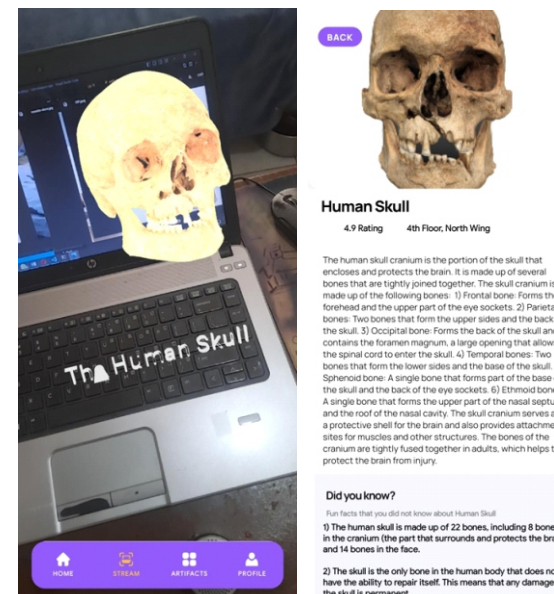 The Human Skull
HOME
STREAM
ARTIFACTS
PROFILE
BACK
Human Skull
4.9 Rating
4th Floor, North Wing
The human skull cranium is the portion of the skull that
encloses and protects the brain. It is made up of several
bones that are tightly joined together. The skull cranium is
made up of the following bones: 1) Frontal bone: Forms th
forehead and the upper part of the eye sockets. 2) Parieta
bones: Two bones that form the upper sides and the back
the skull. 3) Occipital bone: Forms the back of the skull and
contains the foramen magnum, a large opening that allow
the spinal cord to enter the skull. 4) Temporal bones: Two
bones that form the lower sides and the base of the skull.
Sphenoid bone: A single bone that forms part of the base
the skull and the back of the eye sockets. 6) Ethmoid bone
A single bone that forms the upper part of the nasal septu
and the roof of the nasal cavity. The skull cranium serves a
a protective shell for the brain and also provides attachme
sites for muscles and other structures. The bones of the
cranium are tightly fused together in adults, which helps t
protect the brain from injury.
Did you know?
Fun facts that you did not know about Human Skull
1) The human skull is made up of 22 bones, including 8 bone
in the cranium (the part that surrounds and protects the bra
and 14 bones in the face.
2) The skull is the only bone in the human body that does no
have the ability to repair itself. This means that any damage
the skull is permanent